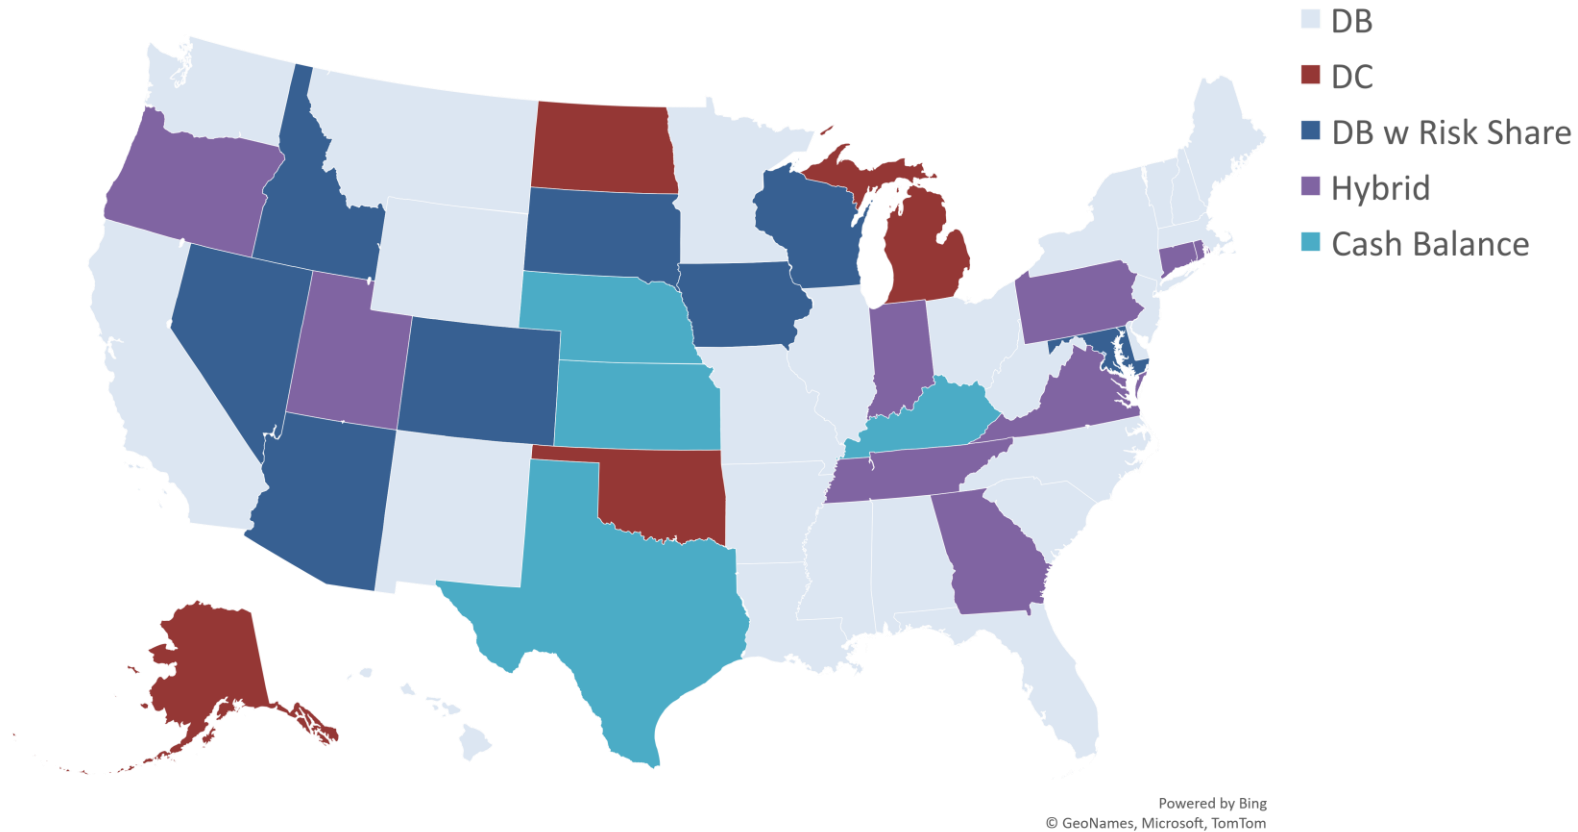 DB
DC
DB w Risk Share
Hybrid
Cash Balance
Powered by Bing
© GeoNames, Microsoft, TomTom